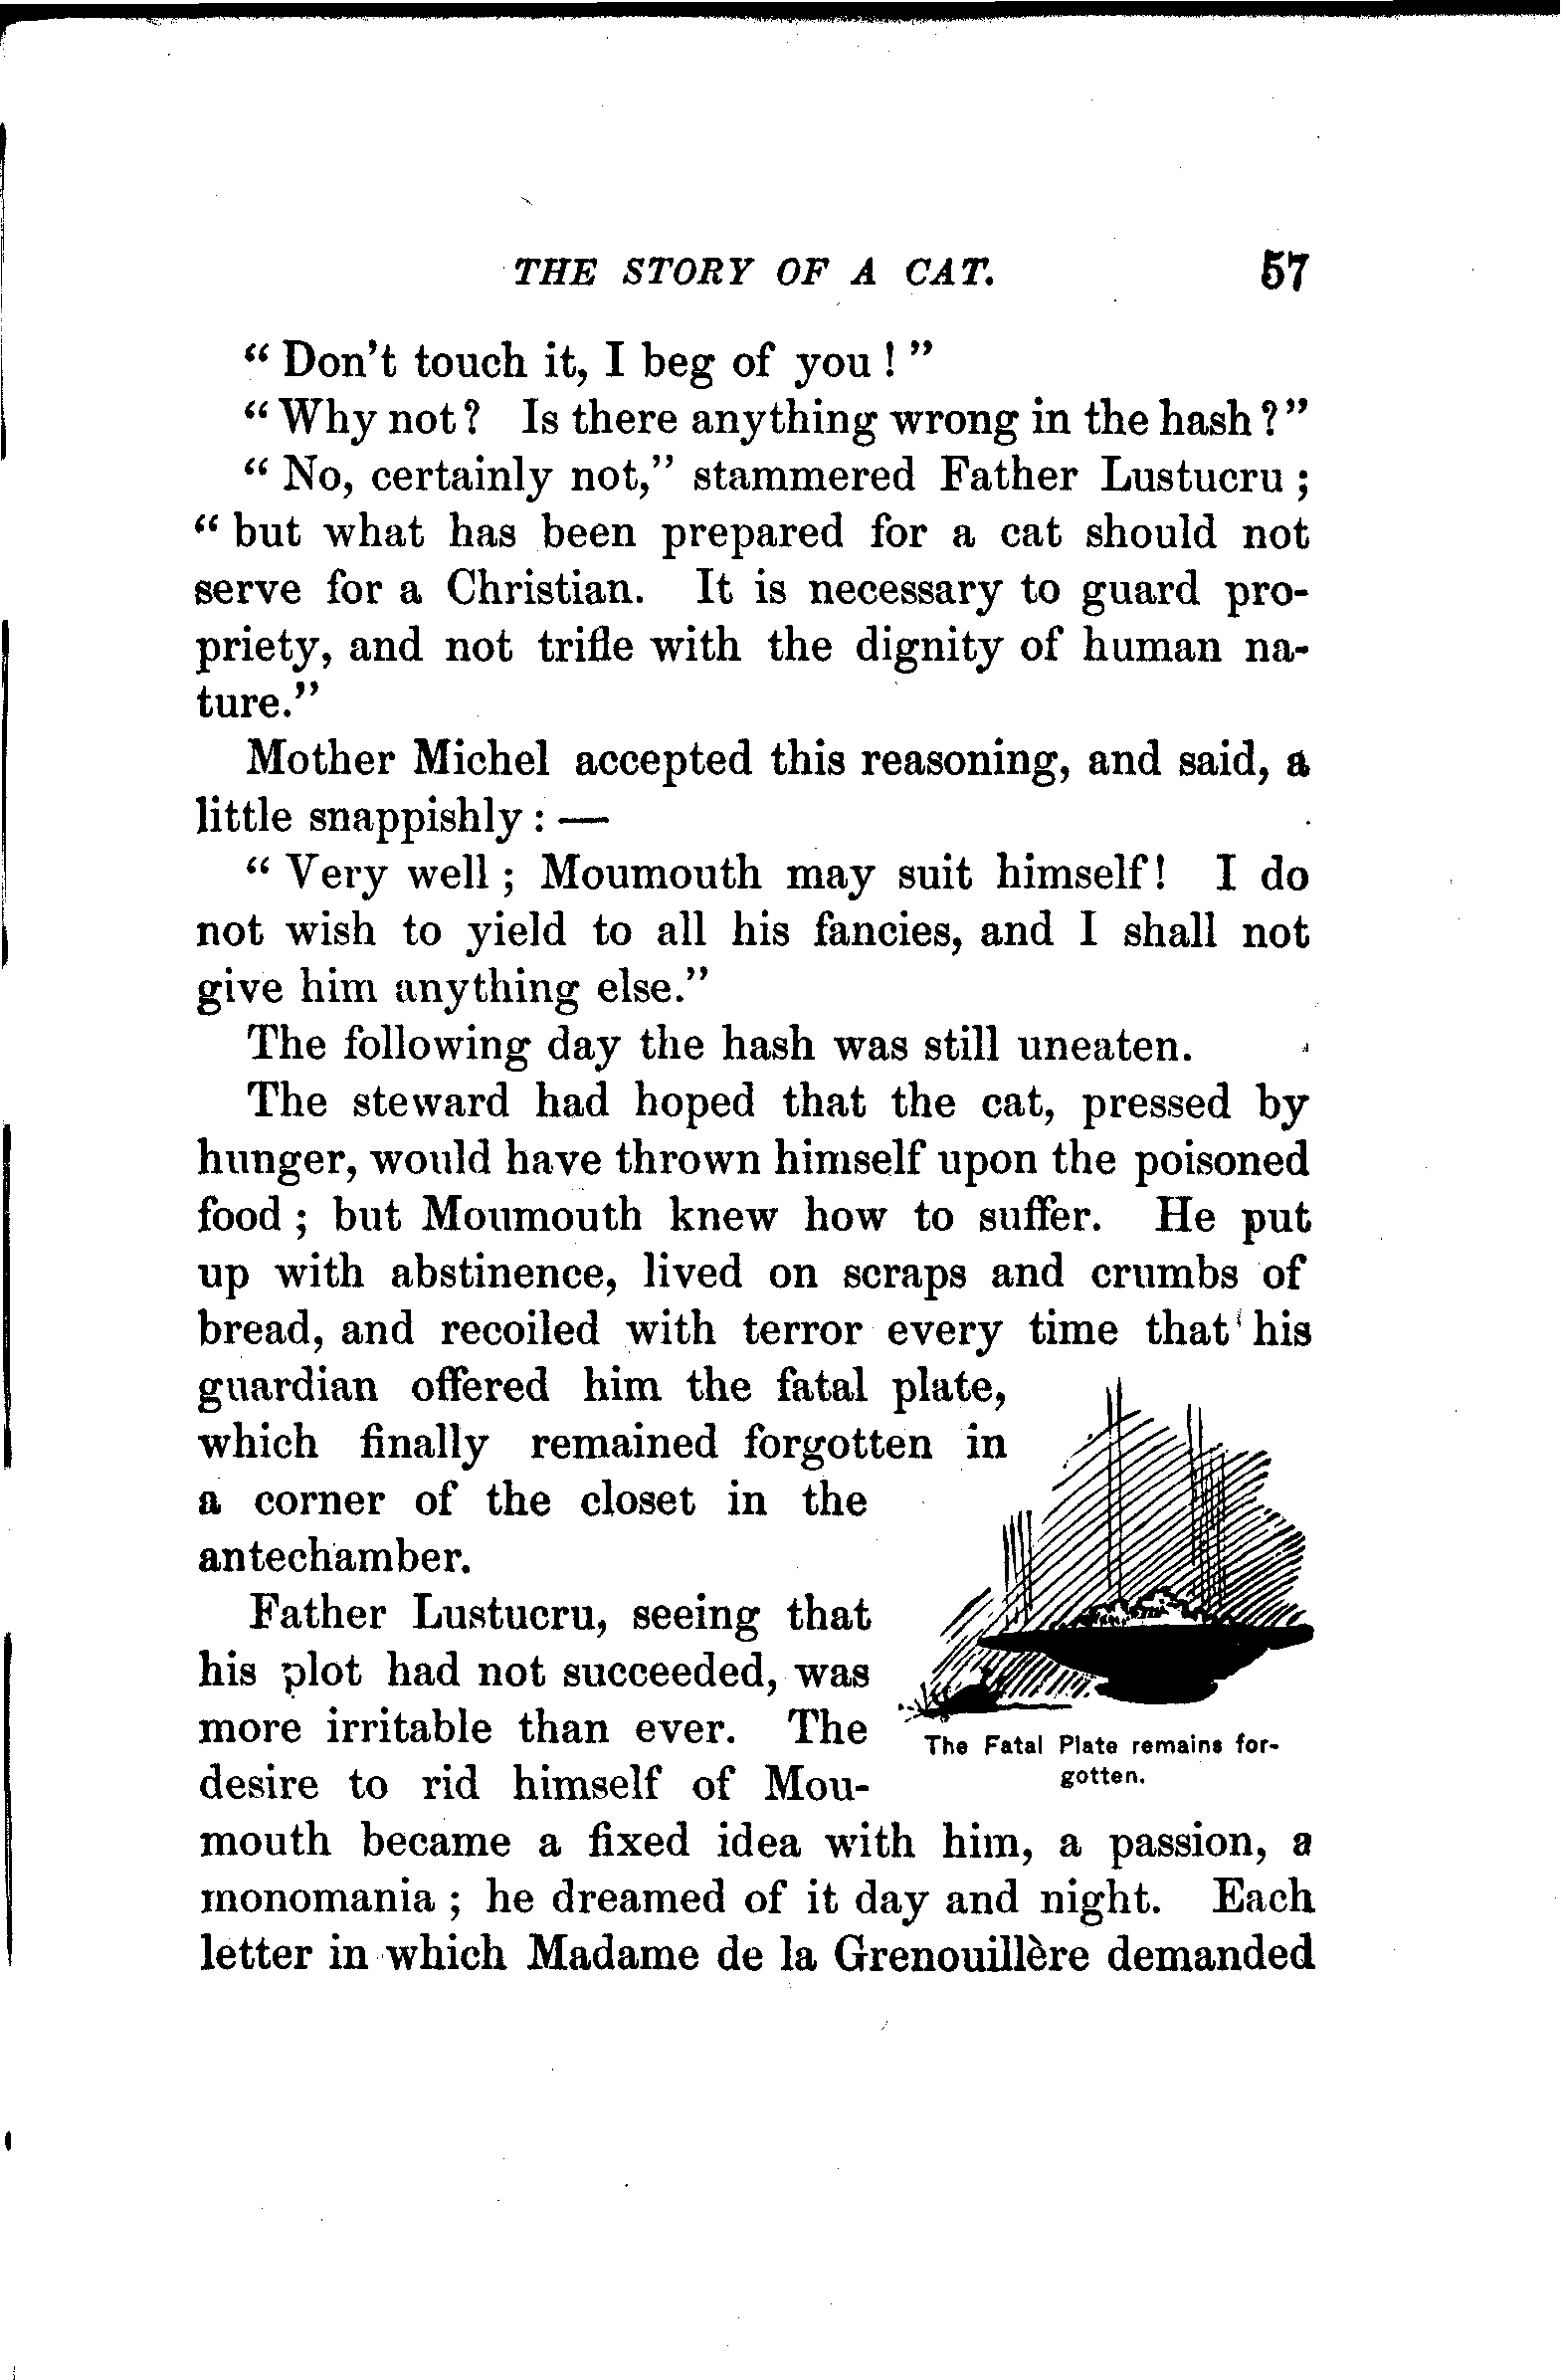 THE STORY OF A CAT. 57
“ Don't touch it, I beg of you ! ”
“ Why not ? Is there anything wrong in the hash ? ”
“ No, certainly not,” stammered Father Lustucru ;
“ but what has been prepared for a cat should not
serve for a Christian. It is necessary to guard pro-
priety, and not trifle with the dignity of human na-
ture.”
Mother Michel accepted this reasoning, and said, a
little snappishly : —
“ Very well ; Moumouth may suit himself! I do
not wish to yield to all his fancies, and I shall not
give him anything else.”
The following day the hash was still uneaten.
The steward had hoped that the cat, pressed by
hunger, would have thrown himself upon the poisoned
food ; but Moumouth knew how to suffer. He put
up with abstinence, lived on scraps and crumbs of
bread, and recoiled with terror every time that his
guardian offered him the fatal plate,
which finally remained forgotten in
a corner of the closet in the
antechamber.
Father Lustucru, seeing that
his plot had not succeeded, was
more irritable than ever. The
desire to rid himself of Mou-
mouth became a fixed idea with him, a passion, a
monomania ; he dreamed of it day and night. Each
letter in which Madame de la Grenouillère demanded
The Fatal Plate remains for-
gotten.